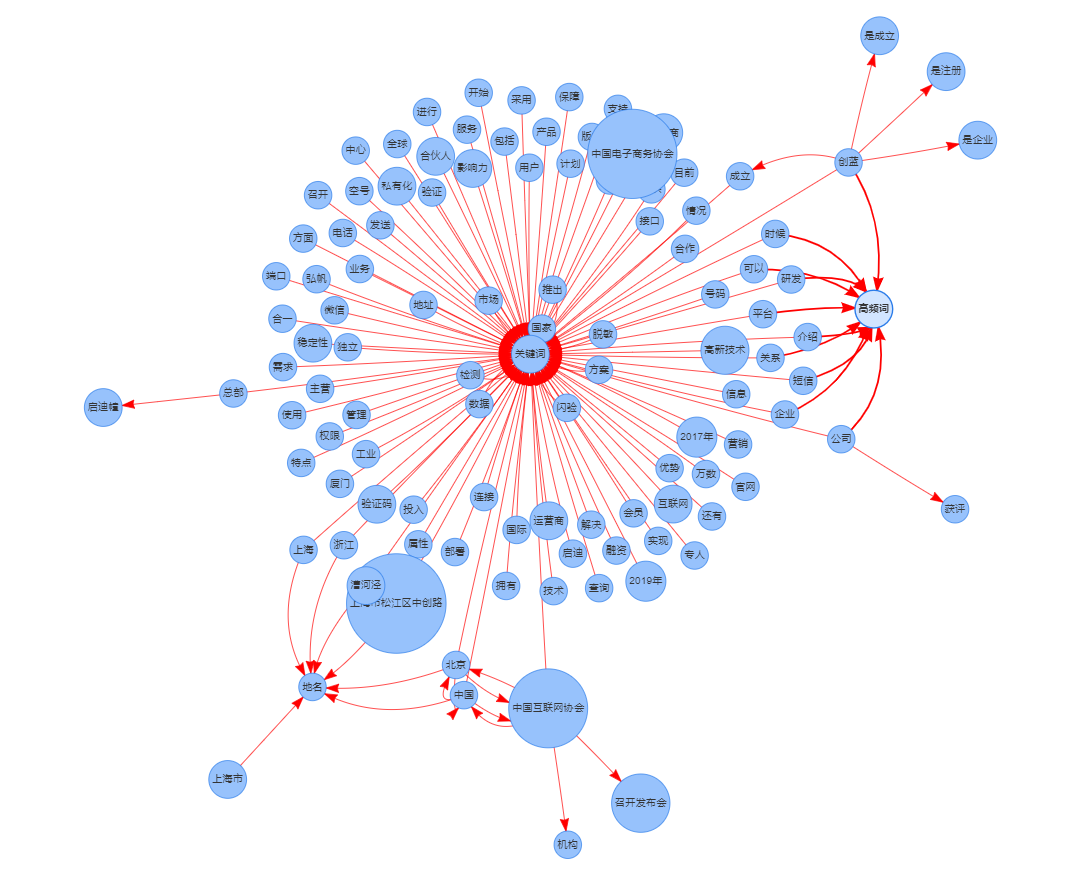 是成立
是注册
开始
采用
保障
支持
进行
服务
包括
产品
是企业
中心
全球
合伙人
影响力
用户
计划
中国电子商务协会
目前
成立
创蓝
召开
空号
私有化
验证
发送
接口
情况
方面
电话
合作
时候
端口
弘帆
业务
可以
研发
合一
微信
地址
市场
推出
号码
高频词
平台
稳定性
独立
国家
脱敏
介绍
关键词
高新技术
关系
需求
检测
方案
短信
启迪幢
总部
主营
数据
闪验
信息
企业
使用
管理
权限
2017年
营销
公司
特点
工业
优势
万数
厦门
官网
验证码
投入
连接
国际
运营商
解决
会员
互联网
还有
获评
上海
浙江
属性
部署
启迪
融资
实现
专人
漕河泾
上海市松江区中创路
拥有
技术
查询
2019年
地名
北京
中国
中国互联网协会
上海市
召开发布会
机构